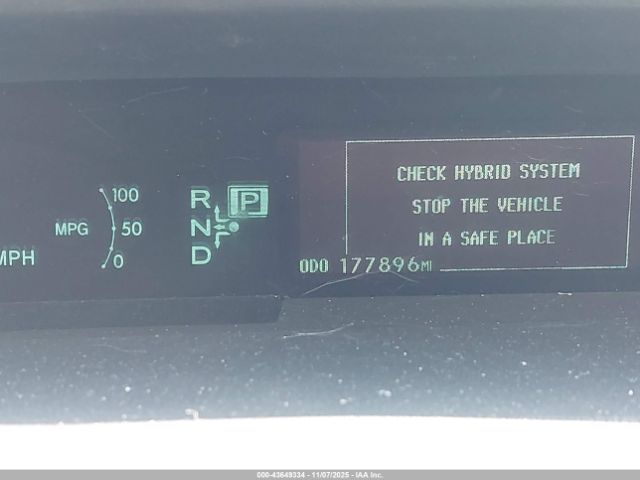 CHECK HYBRID SYSTEM
STOP THE VEHICLE
IN A SAFE PLACE
100
MPG 50
0
MPH
R P
N
D
ODO 177896MI
000-43649334 - 11/07/2025 - IAA Inc.